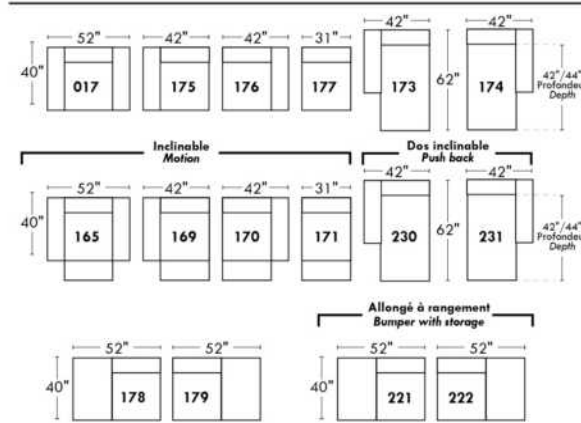 52" 42" 42" 31" 42" 42"
40" 017 175 176 177 173 62" 174 42"/44"
Profondeur
Depth
Inclinable
Motion
Dos inclinable
Push back
52" 42" 42" 31" 42" 42"
40" 165 169 170 171 230 62" 231 42"/44"
Profondeur
Depth
Allongé à rangement
Bumper with storage
52" 52" 52" 52"
40" 178 179 40" 221 222